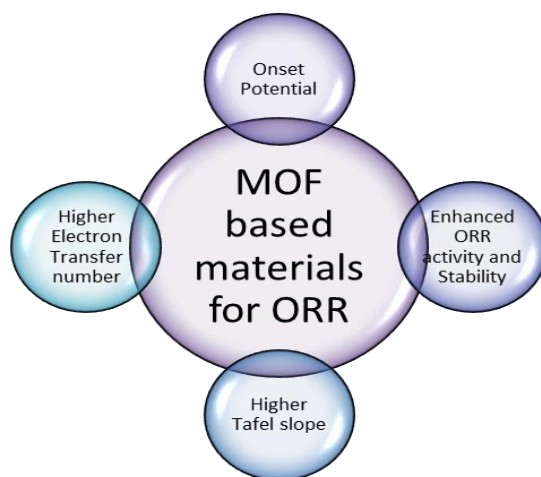 Onset
Potential
MOF
based
materials
for ORR
Higher
Electron
Transfer
number
Enhanced
ORR
activity and
Stability
Higher
Tafel slope